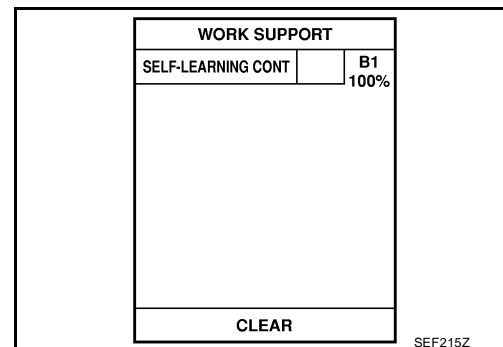 WORK SUPPORT
SELF-LEARNING CONT B1
100%
CLEAR
SEF215Z